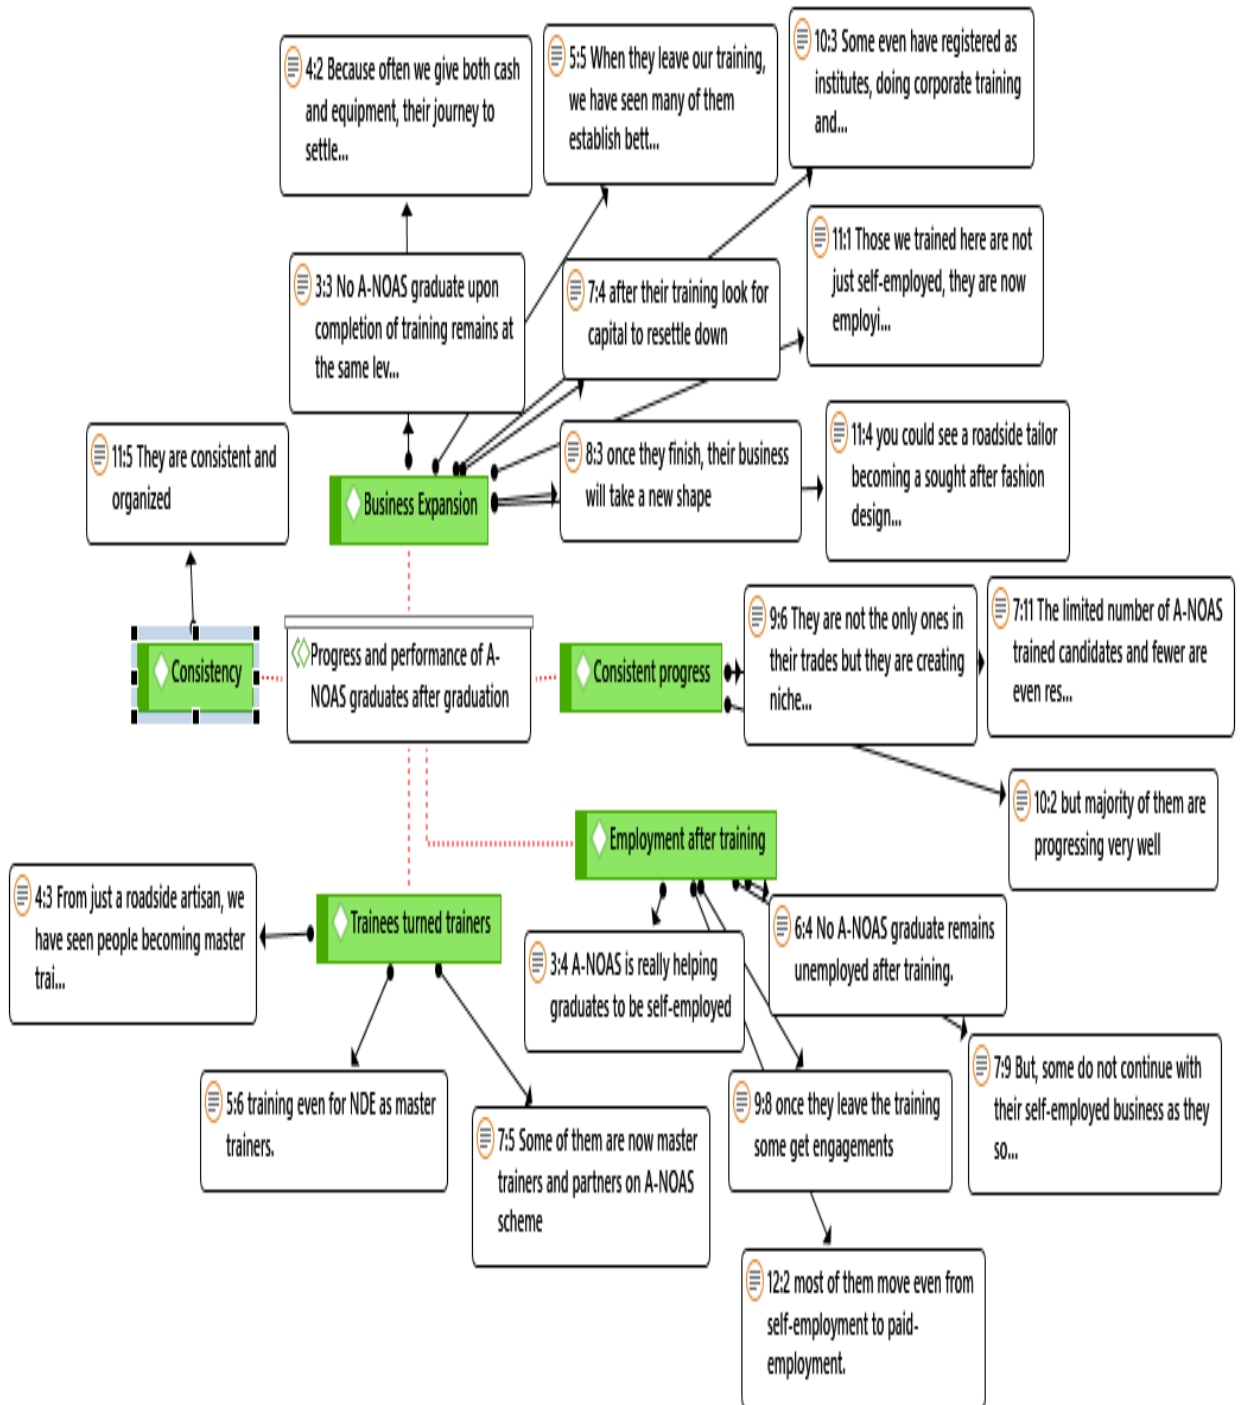 4:2 Because often we give both cash
and equipment, their journey to
settle...
5:5 When they leave our training,
we have seen many of them
establish bett...
10:3 Some even have registered as
institutes, doing corporate training
and...
3:3 No A-NOAS graduate upon
completion of training remains at
the same lev...
7:4 after their training look for
capital to resettle down
11:1 Those we trained here are not
just self-employed, they are now
employi...
11:5 They are consistent and
organized
Business Expansion
8:3 once they finish, their business
will take a new shape
11:4 you could see a roadside tailor
becoming a sought after fashion
design...
Consistency
Progress and performance of A-
NOAS graduates after graduation
Consistent progress
9:6 They are not the only ones in
their trades but they are creating
niche...
7:11 The limited number of A-NOAS
trained candidates and fewer are
even res...
10:2 but majority of them are
progressing very well
Employment after training
4:3 From just a roadside artisan, we
have seen people becoming master
trai...
Trainees turned trainers
3:4 A-NOAS is really helping
graduates to be self-employed
6:4 No A-NOAS graduate remains
unemployed after training.
5:6 training even for NDE as master
trainers.
7:5 Some of them are now master
trainers and partners on A-NOAS
scheme
9:8 once they leave the training
some get engagements
7:9 But, some do not continue with
their self-employed business as they
so...
12:2 most of them move even from
self-employment to paid-
employment.